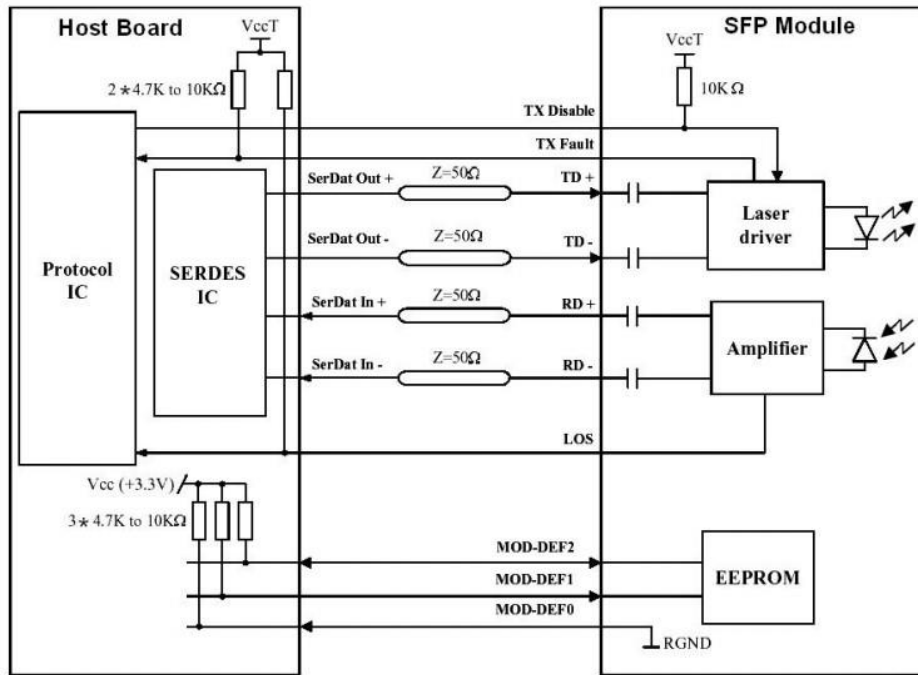 Host Board
SFP Module
VccT
VccT
2*4.7K to 10KΩ
10KΩ
TX Disable
TX Fault
SerDat Out +
Z=50Ω
TD +
SerDat Out -
Z=50Ω
TD -
SerDat In +
Z=50Ω
RD +
SerDat In -
Z=50Ω
RD -
Protocol
IC
SERDES
IC
Laser
driver
Amplifier
LOS
Vcc (+3.3V)
3*4.7K to 10KΩ
MOD-DEF2
MOD-DEF1
MOD-DEF0
EEPROM
RGND